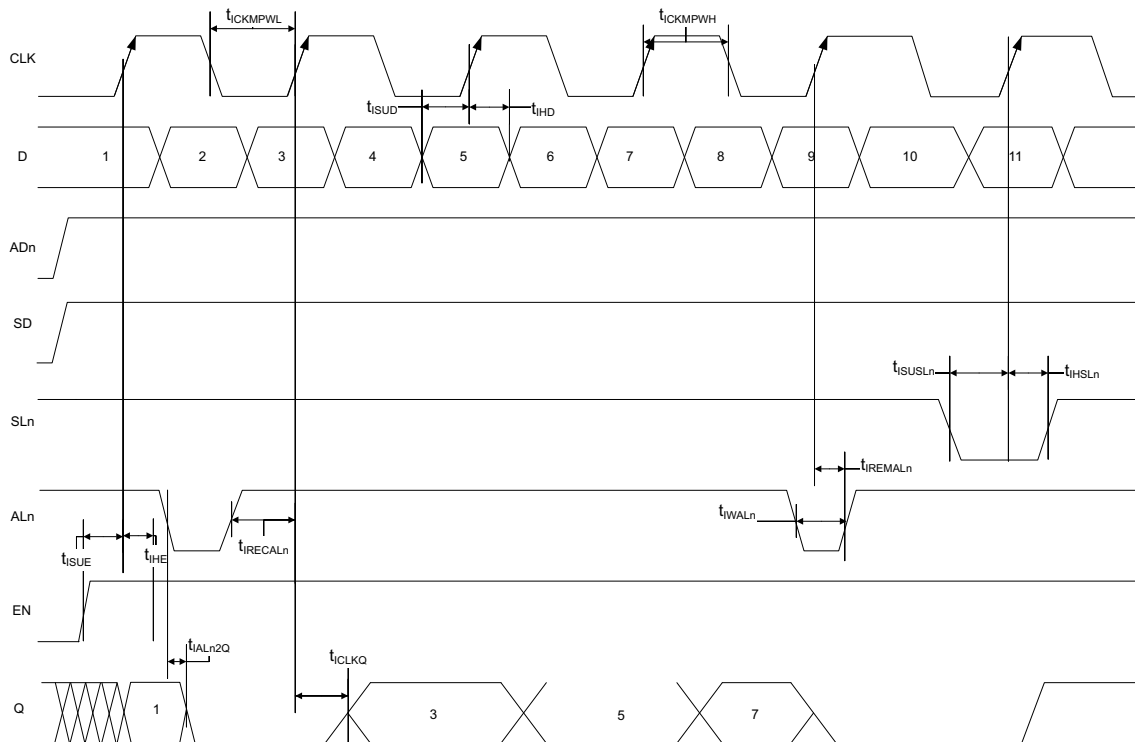 tICKMPWL
tICKMPWH
CLK
tISUD
tIHD
D
1 2 3 4 5 6 7 8 9 10 11
ADn
SD
tISUSLn
tIHSLn
SLn
tIREMALn
ALn
tIWALn
tISUE
tIHE
tIRECALn
EN
tIALn2Q
tICLKQ
Q
1 3 5 7